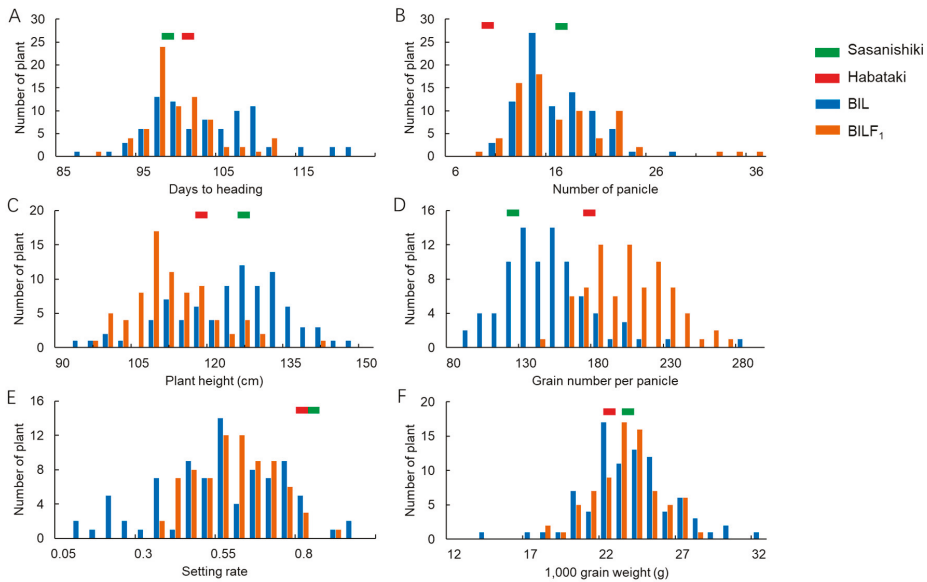 A
Number of plant
30
25
20
15
10
5
0
85 95 105 115
Days to heading
B
Number of plant
30
25
20
15
10
5
0
6 16 26 36
Number of panicle
Sasanishiki
Habataki
BIL
BILF₁
C
Number of plant
20
15
10
5
0
90 105 120 135 150
Plant height (cm)
D
Number of plant
16
12
8
4
0
80 130 180 230 280
Grain number per panicle
E
Number of plant
16
12
8
4
0
0.05 0.3 0.55 0.8
Setting rate
F
Number of plant
20
15
10
5
0
12 17 22 27 32
1,000 grain weight (g)